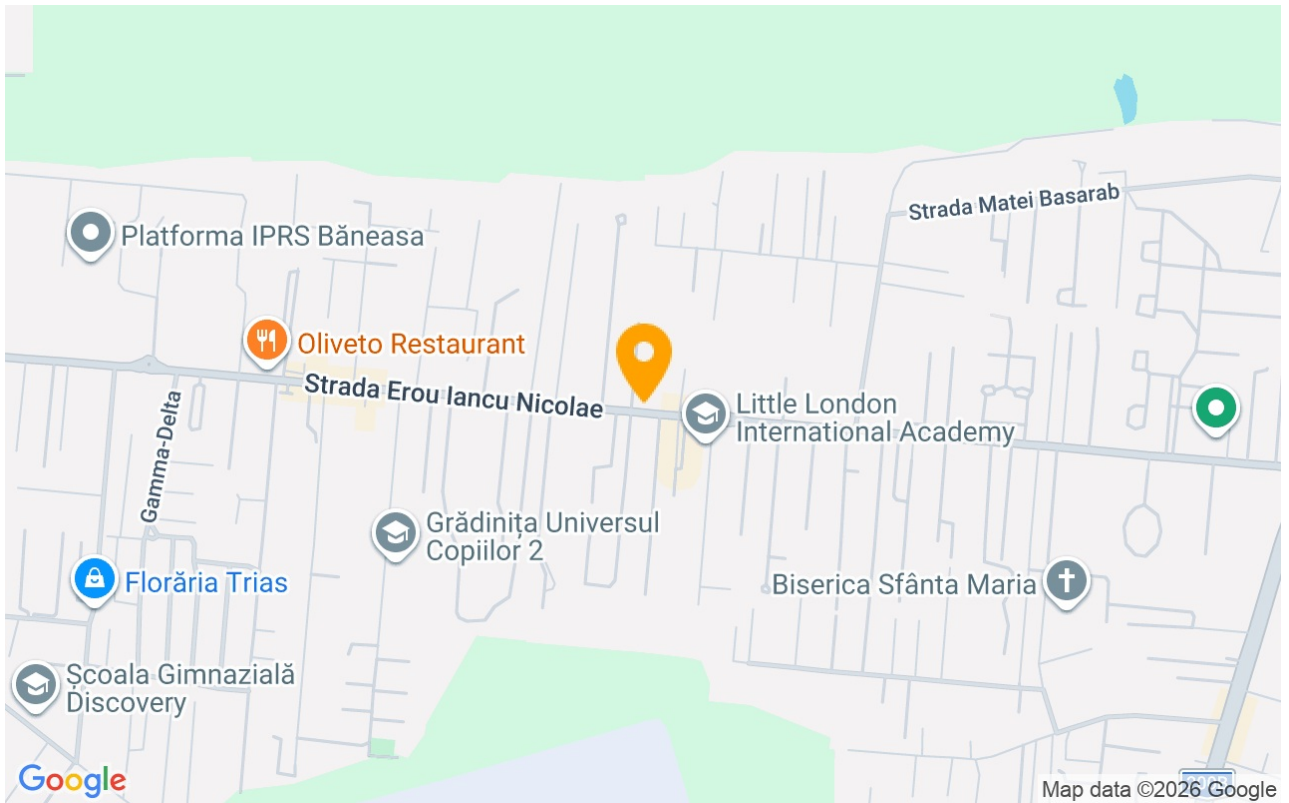 Strada Matei Basarab
Platforma IPRS Băneasa
Oliveto Restaurant
Strada Erou Iancu Nicolae
Little London
International Academy
Gamma-Delta
Grădinița Universul
Copiilor 2
Florăria Trias
Biserica Sfânta Maria
Școala Gimnazială
Discovery
Google
Map data ©2026 Google